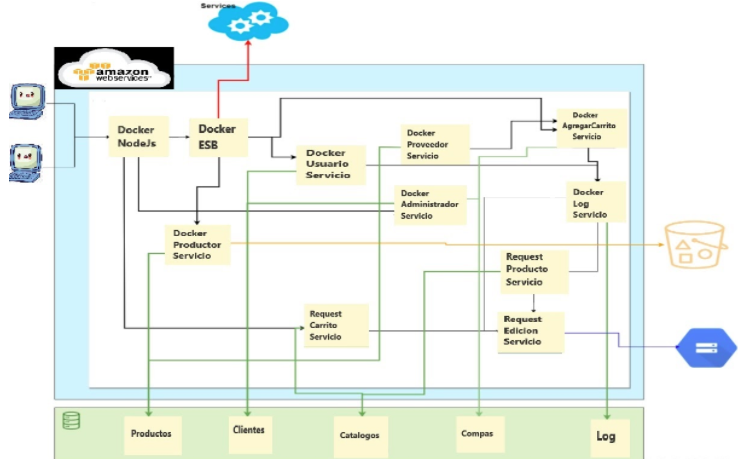 Services
amazon
webservices
Docker
NodeJs
Docker
ESB
Docker
Usuario
Servicio
Docker
Proveedor
Servicio
Docker
AgregarCarrito
Servicio
Docker
Administrador
Servicio
Docker
Log
Servicio
Docker
Productor
Servicio
Request
Producto
Servicio
Request
Carrito
Servicio
Request
Edicion
Servicio
Productos
Clientes
Catalogos
Compas
Log